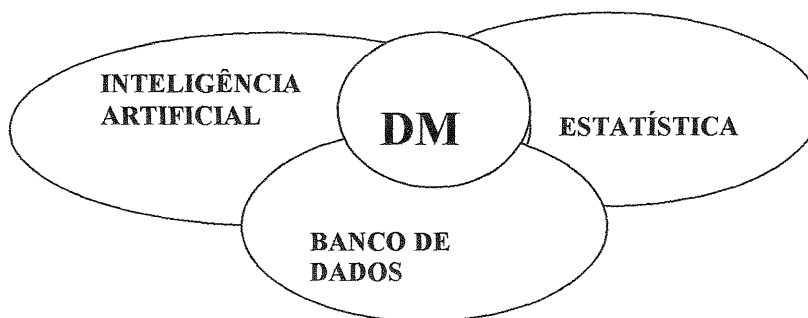 INTELIGÊNCIA
ARTIFICIAL
DM
ESTATÍSTICA
BANCO DE
DADOS